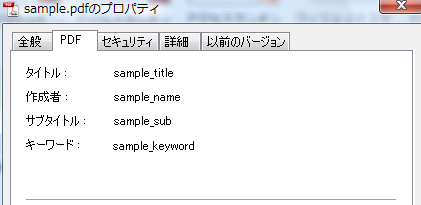 sample.pdfのプロパティ
全般 PDF セキュリティ 詳細 以前のバージョン
タイトル： sample_title
作成者： sample_name
サブタイトル： sample_sub
キーワード： sample_keyword